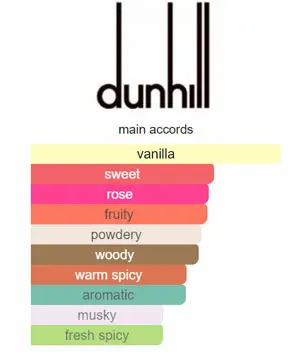 dunhill
main accords
vanilla
sweet
rose
fruity
powdery
woody
warm spicy
aromatic
musky
fresh spicy